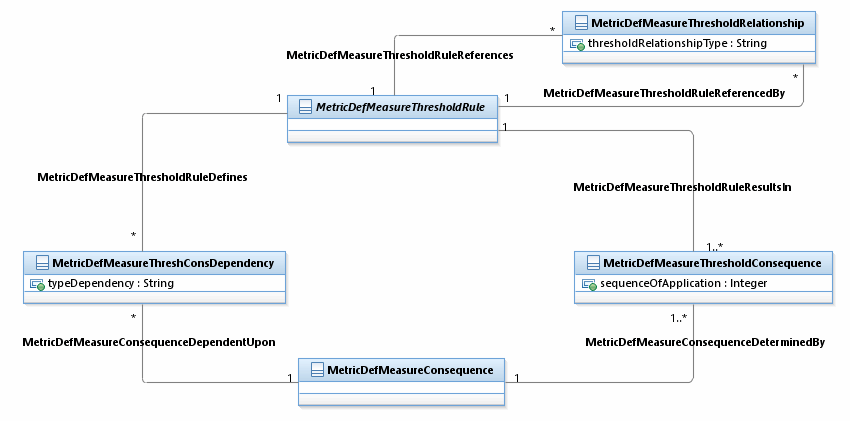 MetricDefMeasureThresholdRelationship
thresholdRelationshipType : String
*
MetricDefMeasureThresholdRuleReferences
*
1
MetricDefMeasureThresholdRuleReferencedBy
1
1
MetricDefMeasureThresholdRule
1
MetricDefMeasureThresholdRuleDefines
MetricDefMeasureThresholdRuleResultsIn
*
1..*
MetricDefMeasureThreshConsDependency
typeDependency : String
MetricDefMeasureThresholdConsequence
sequenceOfApplication : Integer
*
1..*
MetricDefMeasureConsequenceDependentUpon
MetricDefMeasureConsequenceDeterminedBy
MetricDefMeasureConsequence
1
1